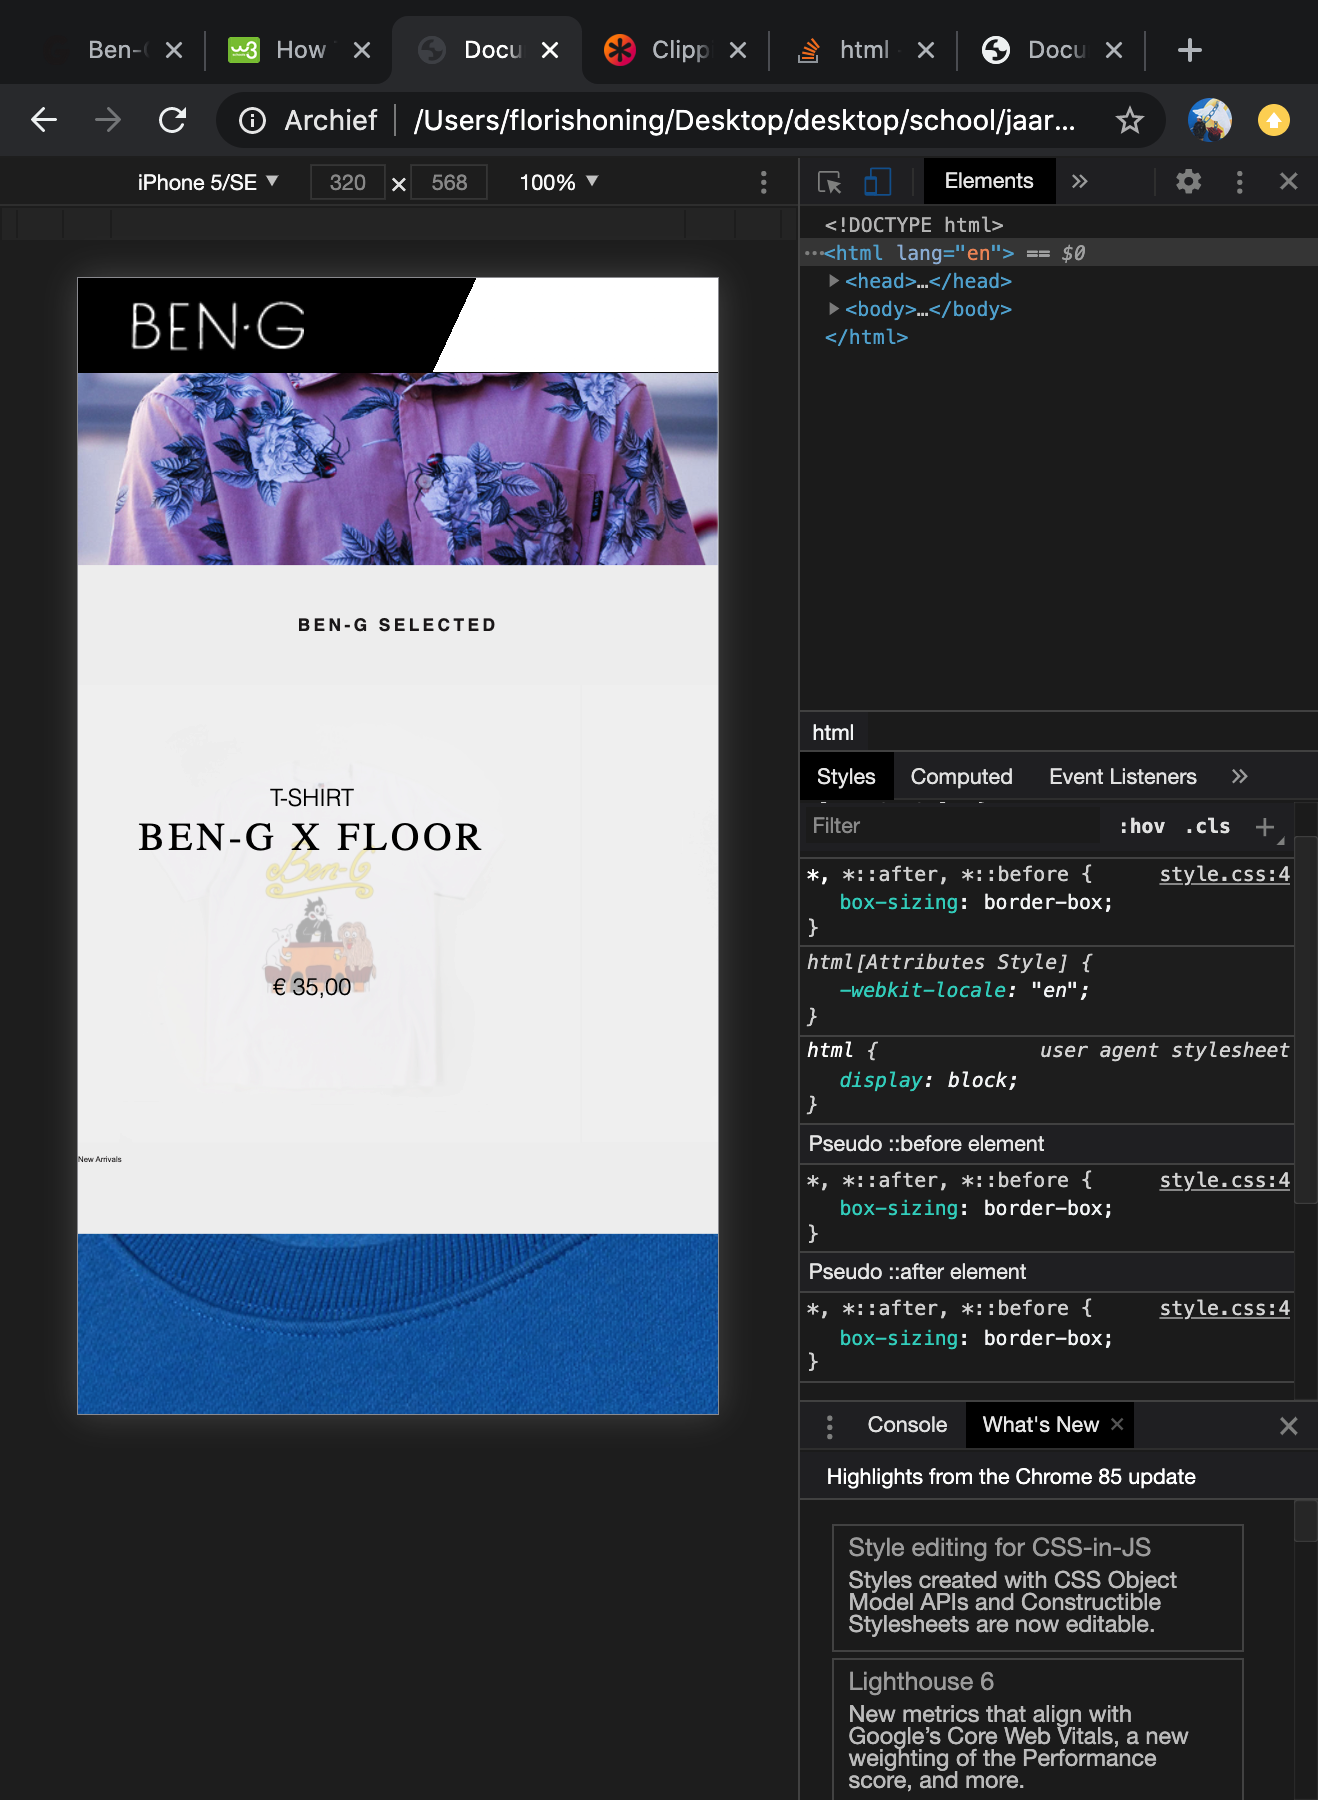 Ben-G
How
Docu
Clipp
html -
Docu
Archief
/Users/florishoning/Desktop/desktop/school/jaar...
iPhone 5/SE ▼
320 × 568
100% ▼
Elements
»
<!DOCTYPE html>
…<html lang="en"> == $0
<head>…</head>
<body>…</body>
</html>
BEN·G
BEN-G SELECTED
T-SHIRT
BEN-G X FLOOR
Ben-G
€ 35,00
New Arrivals
html
Styles
Computed
Event Listeners
»
Filter
:hov
.cls
+
*, *::after, *::before {
style.css:4
box-sizing: border-box;
}
html[Attributes Style] {
-webkit-locale: "en";
}
html {
user agent stylesheet
display: block;
}
Pseudo ::before element
*, *::after, *::before {
style.css:4
box-sizing: border-box;
}
Pseudo ::after element
*, *::after, *::before {
style.css:4
box-sizing: border-box;
}
Console
What's New
Highlights from the Chrome 85 update
Style editing for CSS-in-JS
Styles created with CSS Object
Model APIs and Constructible
Stylesheets are now editable.
Lighthouse 6
New metrics that align with
Google’s Core Web Vitals, a new
weighting of the Performance
score, and more.